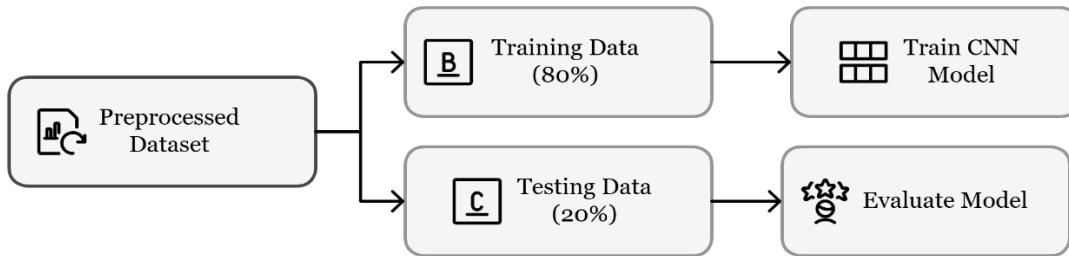 Preprocessed
Dataset
B
Training Data
(80%)
Train CNN
Model
C
Testing Data
(20%)
Evaluate Model